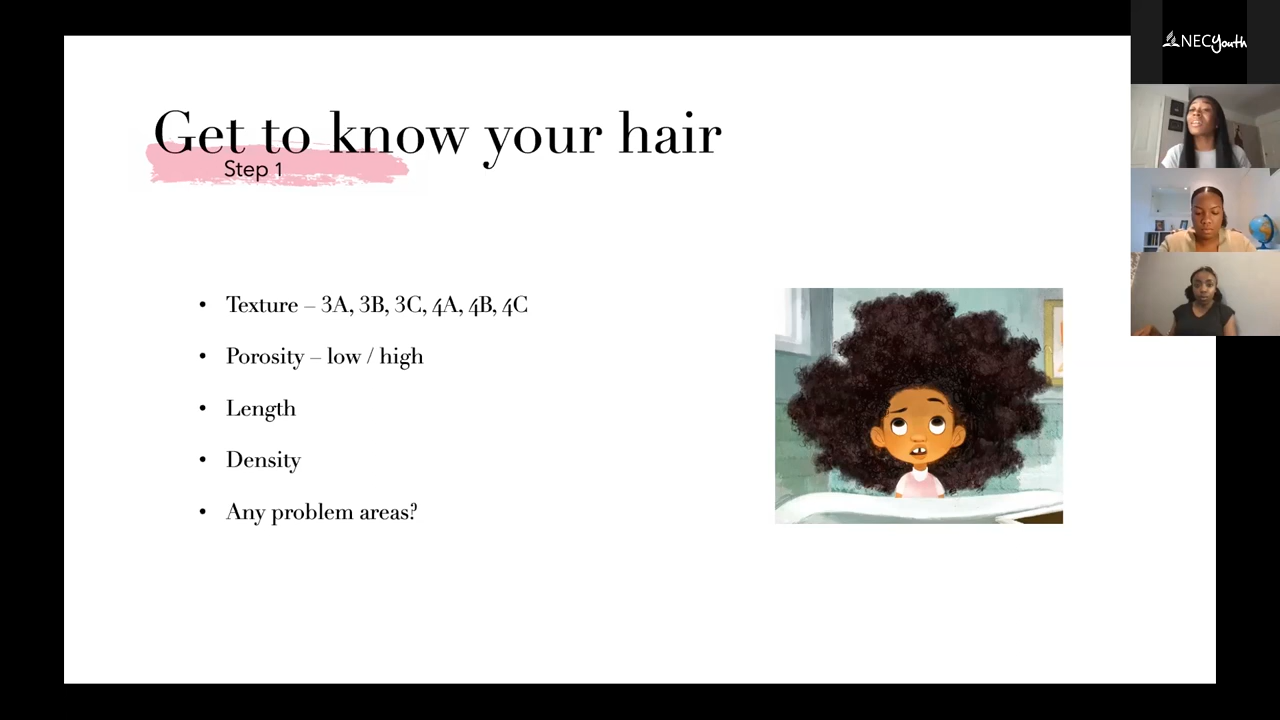 NECYouth
Get to know your hair
Step 1
• Texture – 3A, 3B, 3C, 4A, 4B, 4C
• Porosity – low / high
• Length
• Density
• Any problem areas?